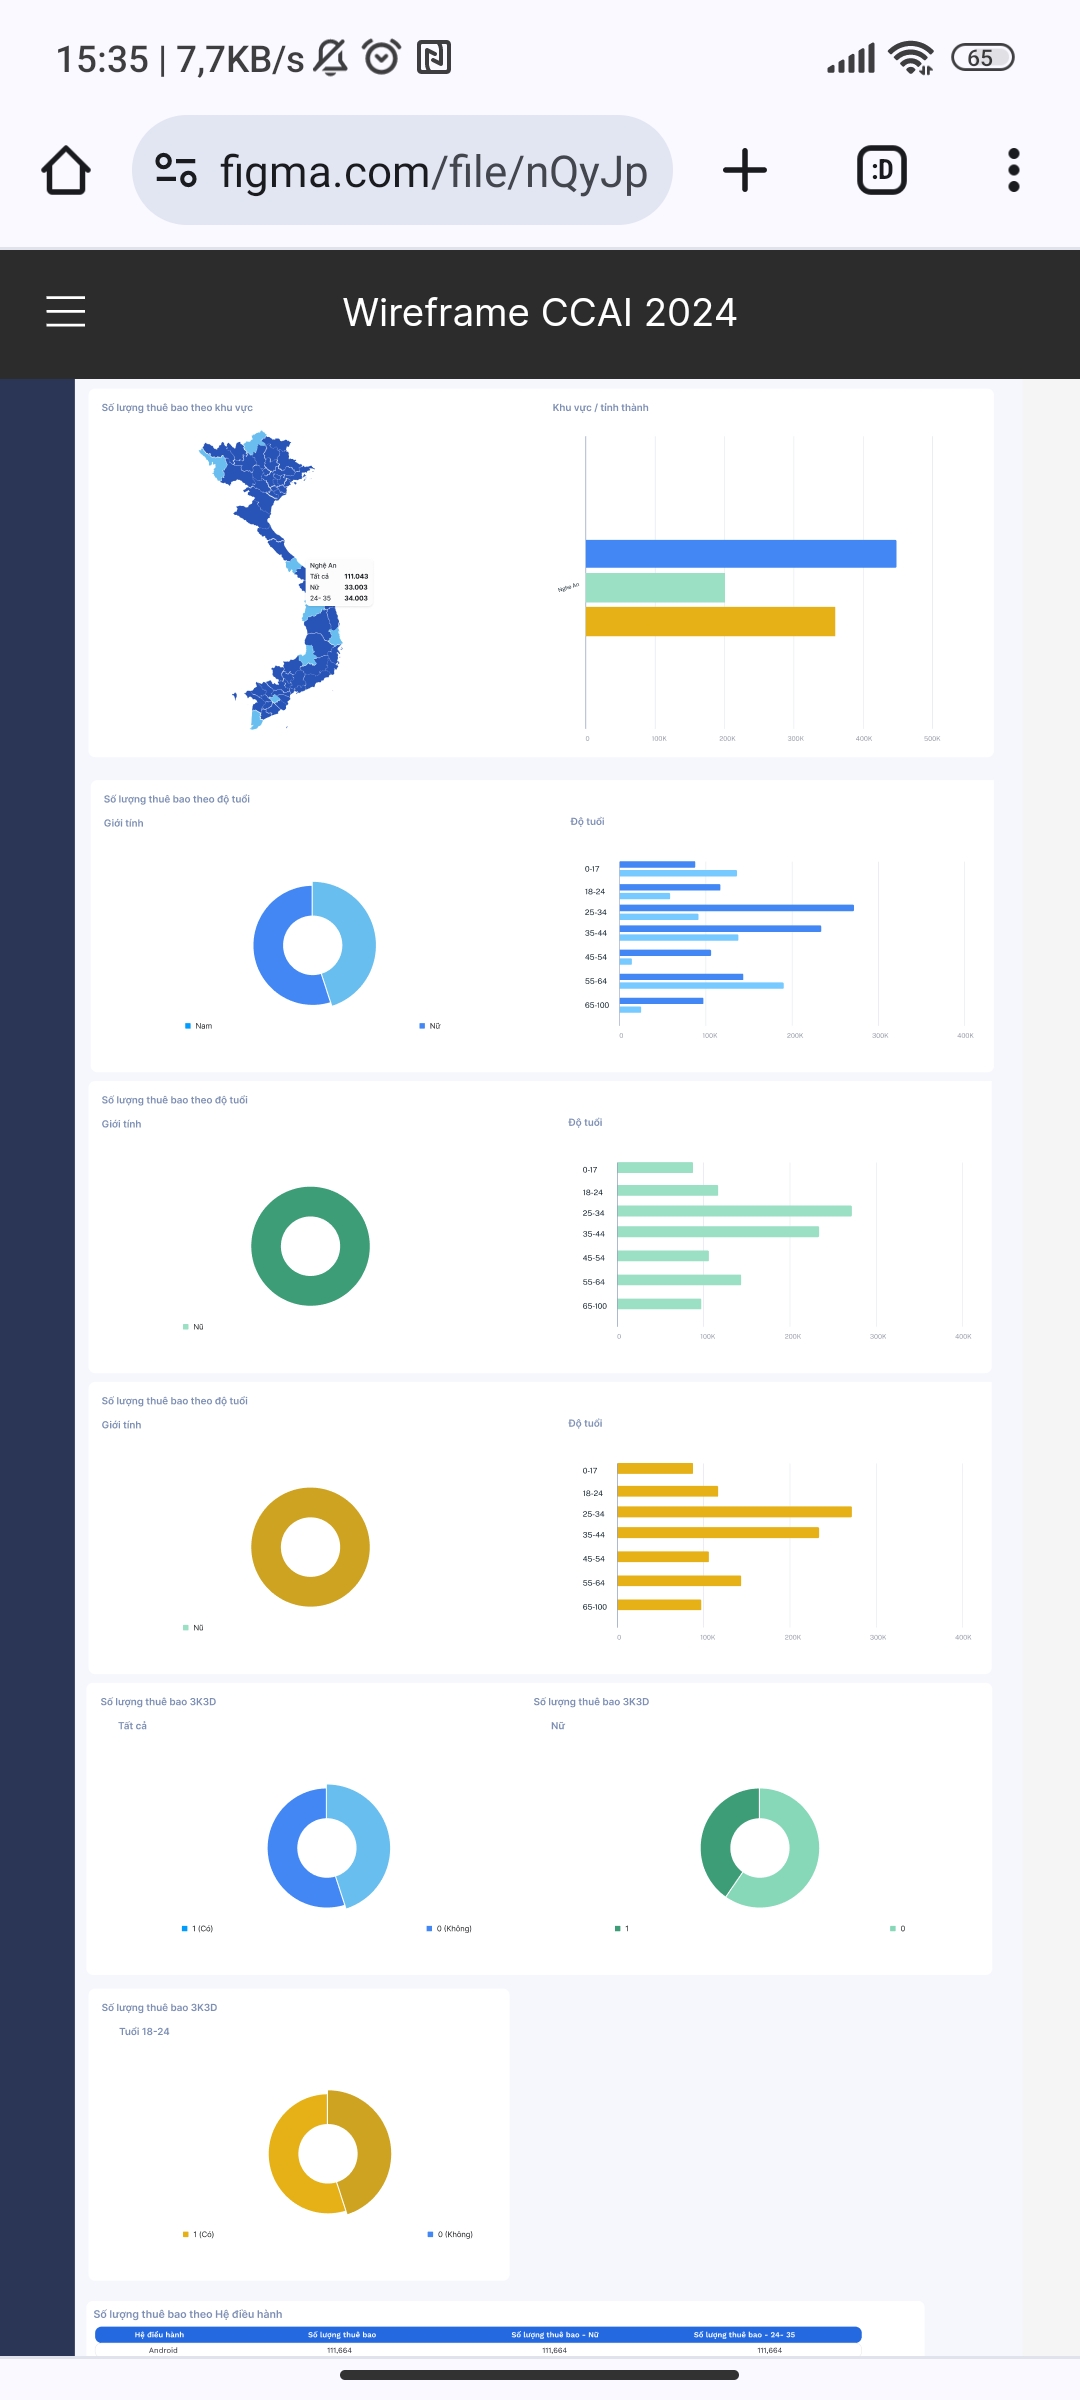 15:35 | 7,7KB/s
65
figma.com/file/nQyJp
:D
Wireframe CCAI 2024
Số lượng thuê bao theo khu vực
Nghệ An
Tất cả 111.043
Nữ 33.003
24- 35 34.003
Khu vực / tỉnh thành
Nghe An
0 100K 200K 300K 400K 500K
Số lượng thuê bao theo độ tuổi
Giới tính
Nam Nữ
Độ tuổi
0-17
18-24
25-34
35-44
45-54
55-64
65-100
0 100K 200K 300K 400K
Số lượng thuê bao theo độ tuổi
Giới tính
Nũ
Độ tuổi
0-17
18-24
25-34
35-44
45-54
55-64
65-100
0 100K 200K 300K 400K
Số lượng thuê bao theo độ tuổi
Giới tính
Nũ
Độ tuổi
0-17
18-24
25-34
35-44
45-54
55-64
65-100
0 100K 200K 300K 400K
Số lượng thuê bao 3K3D
Tất cả
1 (Có) 0 (Không)
Số lượng thuê bao 3K3D
Nữ
1 0
Số lượng thuê bao 3K3D
Tuổi 18-24
1 (Có) 0 (Không)
Số lượng thuê bao theo Hệ điều hành
Hệ điều hành Số lượng thuê bao Số lượng thuê bao - Nữ Số lượng thuê bao - 24- 35
Android 111,664 111,664 111,664